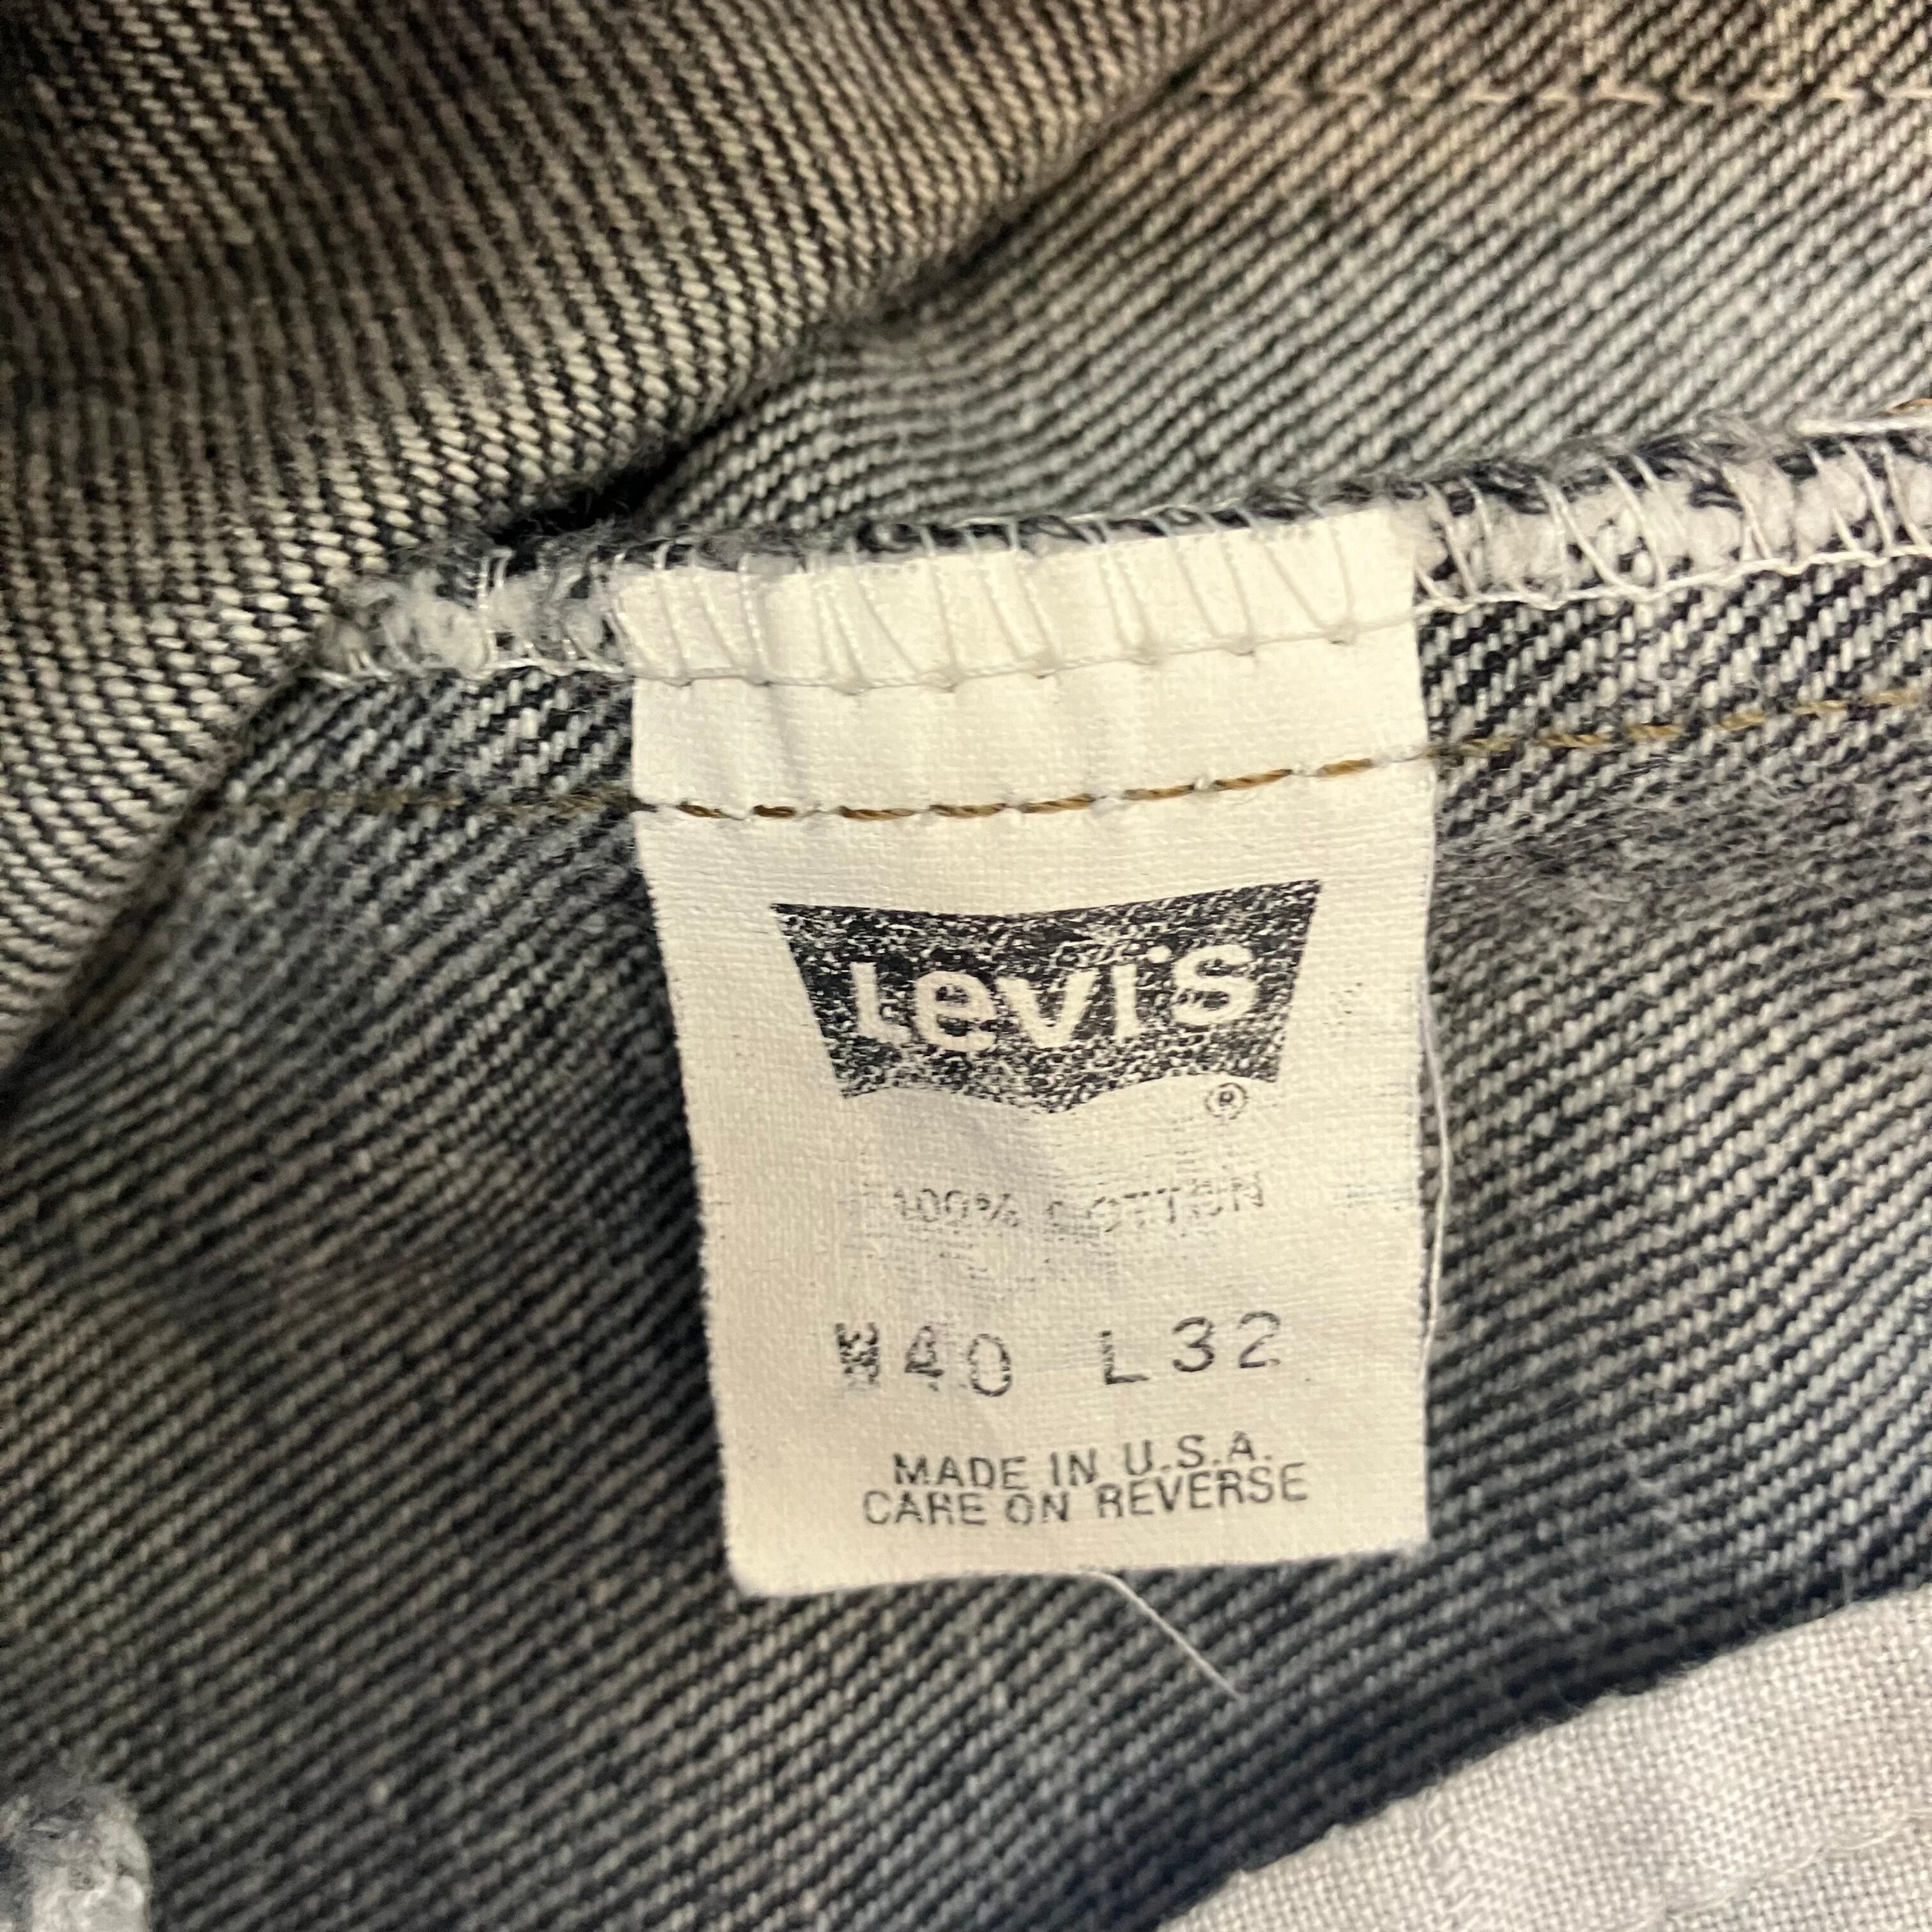 Levi's ®
100% COTTON
W40 L32
MADE IN U.S.A.
CARE ON REVERSE